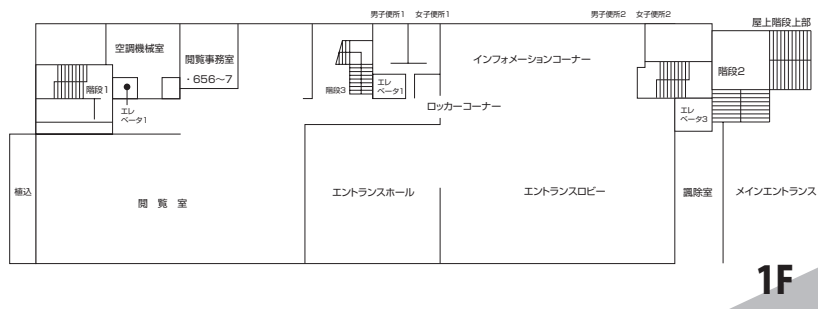 男子便所1 女子便所1
男子便所2 女子便所2
屋上階段上部
空調機械室
閲覧事務室
・656～7
インフォメーションコーナー
階段1
エレ
ベータ1
階段3
エレ
ベータ1
階段2
ロッカーコーナー
エレ
ベータ3
植込
閲 覧 室
エントランスホール
エントランスロビー
風除室
メインエントランス
1F